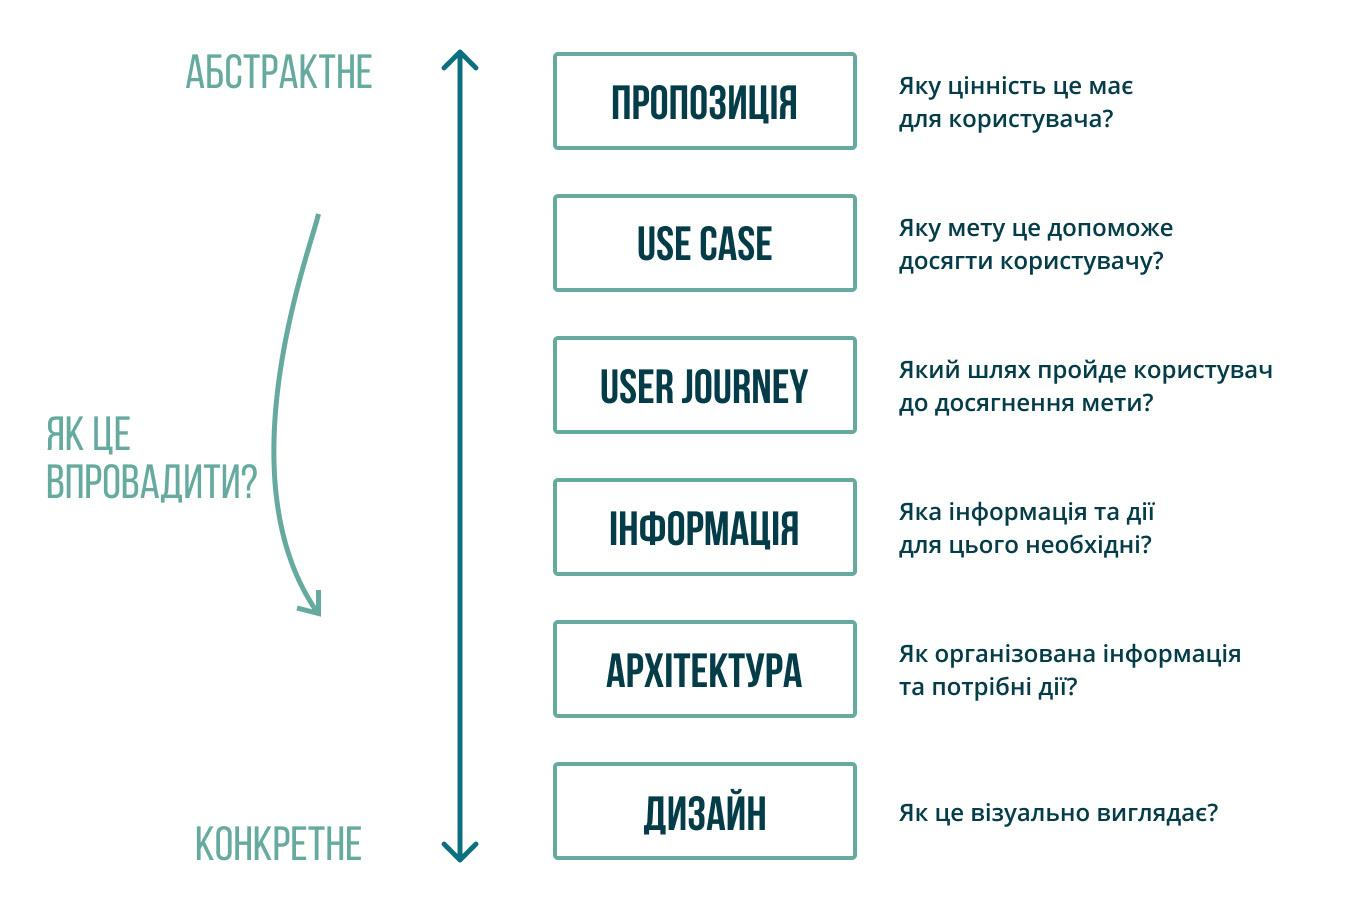 АБСТРАКТНЕ
ЯК ЦЕ
ВПРОВАДИТИ?
КОНКРЕТНЕ
ПРОПОЗИЦІЯ
Яку цінність це має
для користувача?
USE CASE
Яку мету це допоможе
досягти користувачу?
USER JOURNEY
Який шлях пройде користувач
до досягнення мети?
ІНФОРМАЦІЯ
Яка інформація та дії
для цього необхідні?
АРХІТЕКТУРА
Як організована інформація
та потрібні дії?
ДИЗАЙН
Як це візуально виглядає?